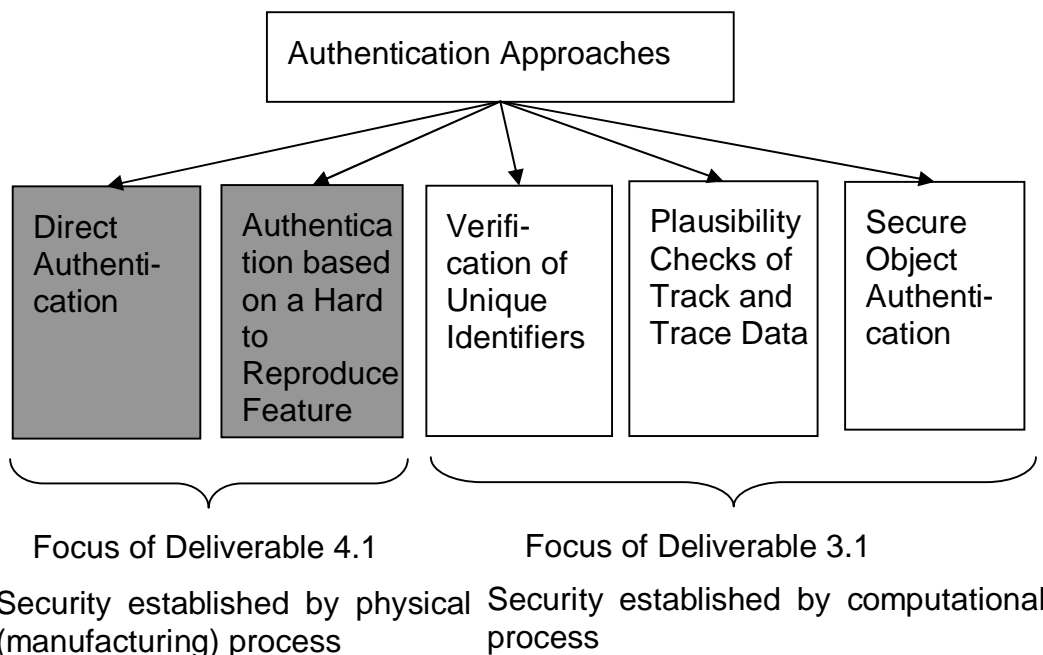 Authentication Approaches
Direct
Authenti-
cation
Authentica
tion based
on a Hard
to
Reproduce
Feature
Verifi-
cation of
Unique
Identifiers
Plausibility
Checks of
Track and
Trace Data
Secure
Object
Authenti-
cation
Focus of Deliverable 4.1
Security established by physical
(manufacturing) process
Focus of Deliverable 3.1
Security established by computational
process